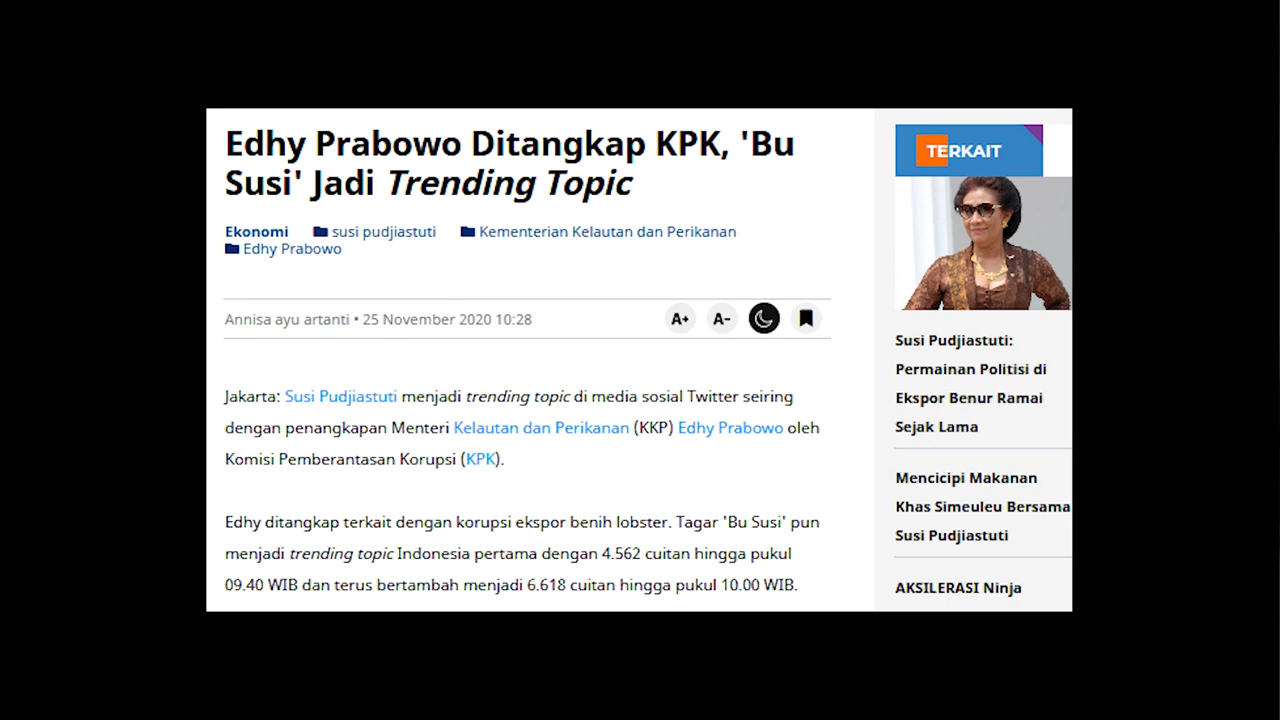 Edhy Prabowo Ditangkap KPK, 'Bu
Susi' Jadi Trending Topic
Ekonomi susi pudjiastuti Kementerian Kelautan dan Perikanan
Edhy Prabowo
Annisa ayu artanti • 25 November 2020 10:28
A+ A-
Jakarta: Susi Pudjiastuti menjadi trending topic di media sosial Twitter seiring
dengan penangkapan Menteri Kelautan dan Perikanan (KKP) Edhy Prabowo oleh
Komisi Pemberantasan Korupsi (KPK).
Edhy ditangkap terkait dengan korupsi ekspor benih lobster. Tagar 'Bu Susi' pun
menjadi trending topic Indonesia pertama dengan 4.562 cuitan hingga pukul
09.40 WIB dan terus bertambah menjadi 6.618 cuitan hingga pukul 10.00 WIB.
TERKAIT
Susi Pudjiastuti:
Permainan Politisi di
Ekspor Benur Ramai
Sejak Lama
Mencicipi Makanan
Khas Simeuleu Bersama
Susi Pudjiastuti
AKSILERASI Ninja